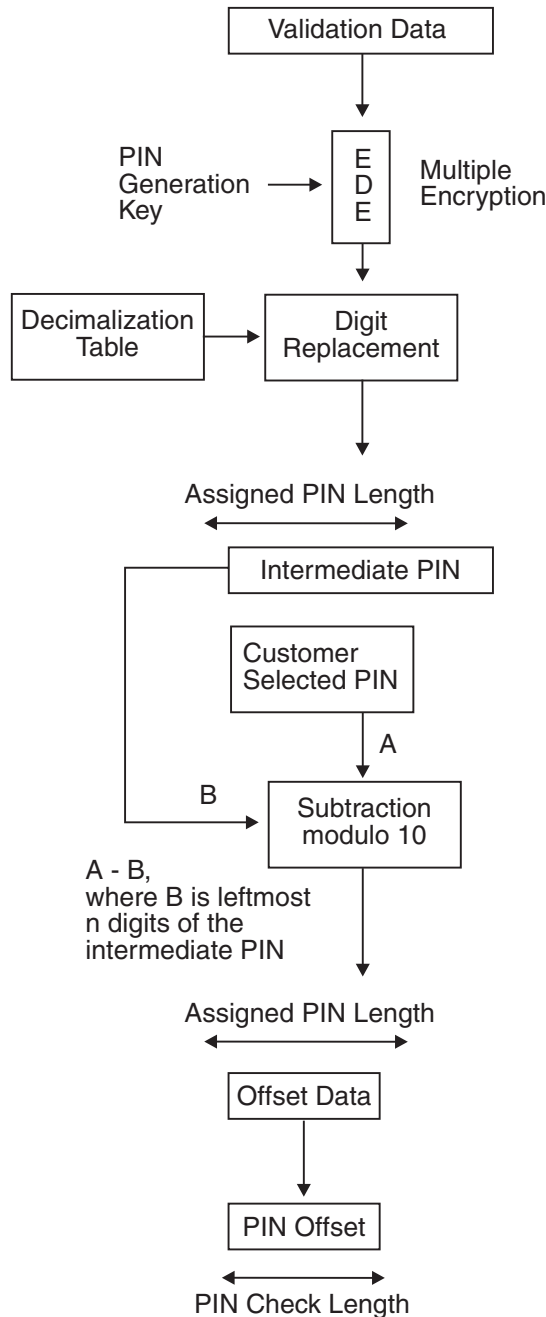 Validation Data
PIN
Generation
Key
E
D
E
Multiple
Encryption
Decimalization
Table
Digit
Replacement
Assigned PIN Length
Intermediate PIN
Customer
Selected PIN
A
B
Subtraction
modulo 10
A - B,
where B is leftmost
n digits of the
intermediate PIN
Assigned PIN Length
Offset Data
PIN Offset
PIN Check Length